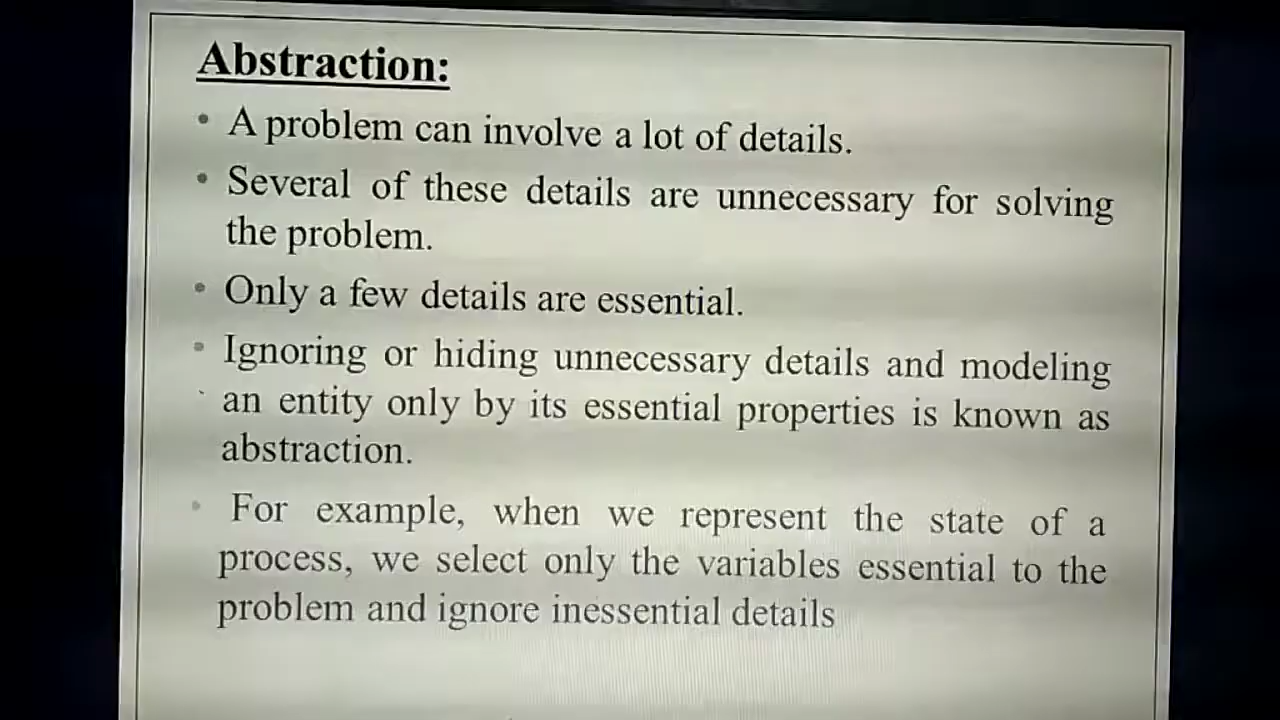 Abstraction:
• A problem can involve a lot of details.
• Several of these details are unnecessary for solving
the problem.
• Only a few details are essential.
• Ignoring or hiding unnecessary details and modeling
an entity only by its essential properties is known as
abstraction.
• For example, when we represent the state of a
process, we select only the variables essential to the
problem and ignore inessential details